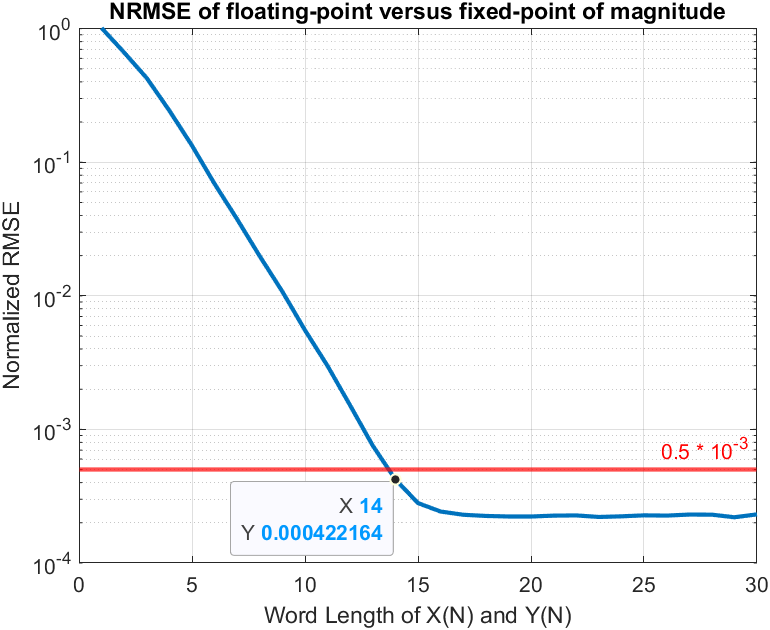 NRMSE of floating-point versus fixed-point of magnitude
10^0
10^-1
10^-2
10^-3
10^-4
Normalized RMSE
0.5 * 10^-3
X 14
Y 0.000422164
0 5 10 15 20 25 30
Word Length of X(N) and Y(N)